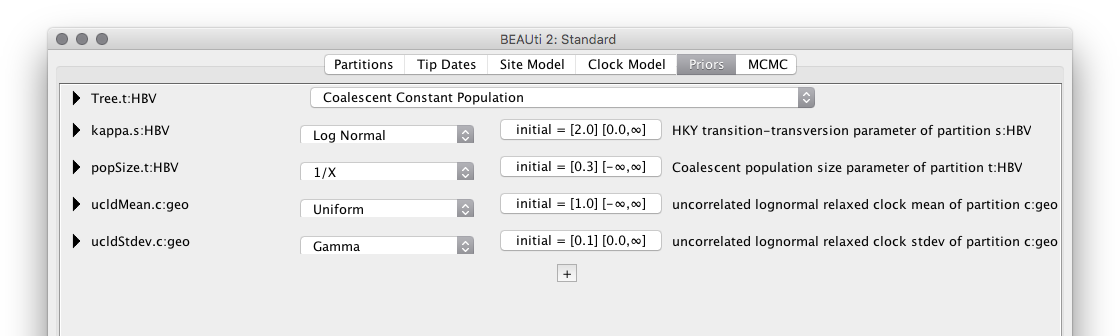 BEAUti 2: Standard
Partitions Tip Dates Site Model Clock Model Priors MCMC
Tree.t:HBV Coalescent Constant Population
kappa.s:HBV Log Normal initial = [2.0] [0.0,∞] HKY transition-transversion parameter of partition s:HBV
popSize.t:HBV 1/X initial = [0.3] [-∞,∞] Coalescent population size parameter of partition t:HBV
ucldMean.c:geo Uniform initial = [1.0] [-∞,∞] uncorrelated lognormal relaxed clock mean of partition c:geo
ucldStdev.c:geo Gamma initial = [0.1] [0.0,∞] uncorrelated lognormal relaxed clock stdev of partition c:geo
+